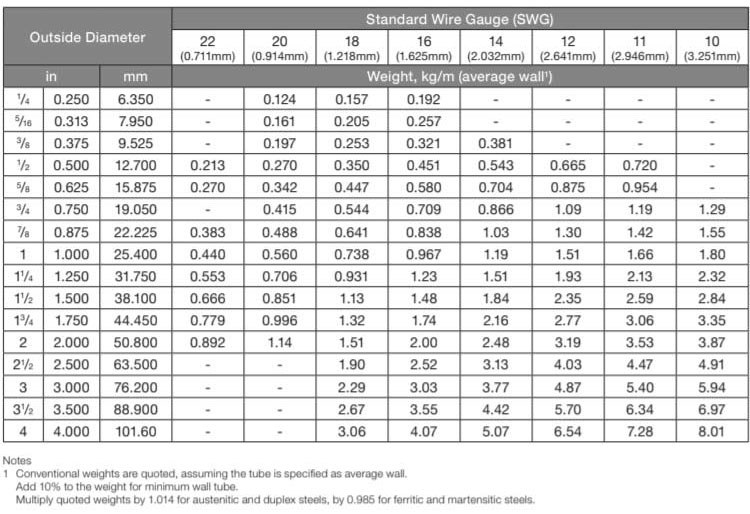 Standard Wire Gauge (SWG)
Outside Diameter
22 20 18 16 14 12 11 10
(0.711mm) (0.914mm) (1.218mm) (1.625mm) (2.032mm) (2.641mm) (2.946mm) (3.251mm)
in mm Weight, kg/m (average wall¹)
1/4 0.250 6.350 - 0.124 0.157 0.192 - - - -
5/16 0.313 7.950 - 0.161 0.205 0.257 - - - -
3/8 0.375 9.525 - 0.197 0.253 0.321 0.381 - - -
1/2 0.500 12.700 0.213 0.270 0.350 0.451 0.543 0.665 0.720 -
5/8 0.625 15.875 0.270 0.342 0.447 0.580 0.704 0.875 0.954 -
3/4 0.750 19.050 - 0.415 0.544 0.709 0.866 1.09 1.19 1.29
7/8 0.875 22.225 0.383 0.488 0.641 0.838 1.03 1.30 1.42 1.55
1 1.000 25.400 0.440 0.560 0.738 0.967 1.19 1.51 1.66 1.80
1 1/4 1.250 31.750 0.553 0.706 0.931 1.23 1.51 1.93 2.13 2.32
1 1/2 1.500 38.100 0.666 0.851 1.13 1.48 1.84 2.35 2.59 2.84
1 3/4 1.750 44.450 0.779 0.996 1.32 1.74 2.16 2.77 3.06 3.35
2 2.000 50.800 0.892 1.14 1.51 2.00 2.48 3.19 3.53 3.87
2 1/2 2.500 63.500 - - 1.90 2.52 3.13 4.03 4.47 4.91
3 3.000 76.200 - - 2.29 3.03 3.77 4.87 5.40 5.94
3 1/2 3.500 88.900 - - 2.67 3.55 4.42 5.70 6.34 6.97
4 4.000 101.60 - - 3.06 4.07 5.07 6.54 7.28 8.01
Notes
1 Conventional weights are quoted, assuming the tube is specified as average wall.
Add 10% to the weight for minimum wall tube.
Multiply quoted weights by 1.014 for austenitic and duplex steels, by 0.985 for ferritic and martensitic steels.